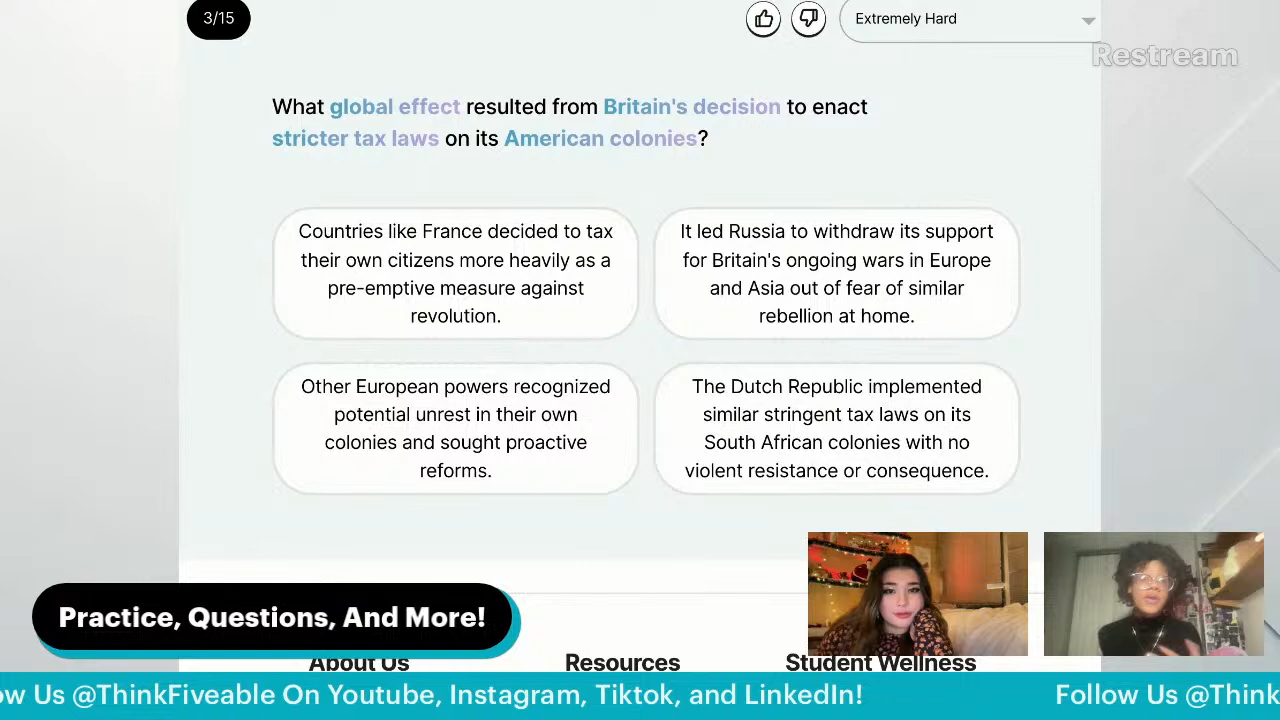 3/15
Extremely Hard
Restream
What global effect resulted from Britain's decision to enact
stricter tax laws on its American colonies?
Countries like France decided to tax
their own citizens more heavily as a
pre-emptive measure against
revolution.
It led Russia to withdraw its support
for Britain's ongoing wars in Europe
and Asia out of fear of similar
rebellion at home.
Other European powers recognized
potential unrest in their own
colonies and sought proactive
reforms.
The Dutch Republic implemented
similar stringent tax laws on its
South African colonies with no
violent resistance or consequence.
Practice, Questions, And More!
About Us
Resources
Student Wellness
ow Us @ThinkFiveable On Youtube, Instagram, Tiktok, and LinkedIn!
Follow Us @Think